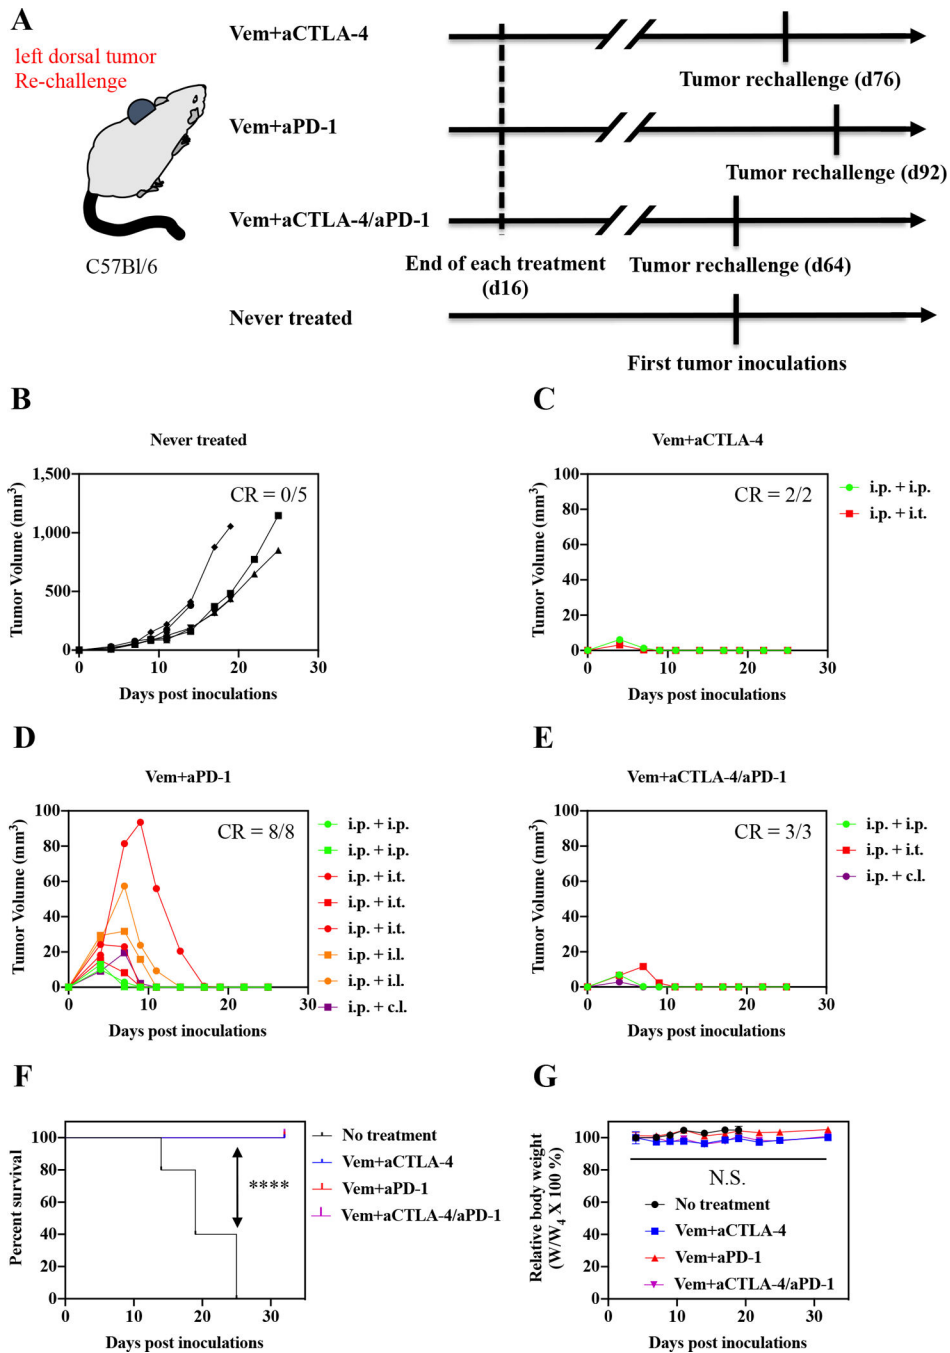 A
left dorsal tumor
Re-challenge
C57Bl/6
Vem+aCTLA-4
Tumor rechallenge (d76)
Vem+aPD-1
Tumor rechallenge (d92)
Vem+aCTLA-4/aPD-1
End of each treatment
(d16)
Tumor rechallenge (d64)
Never treated
First tumor inoculations
B
Never treated
CR = 0/5
Tumor Volume (mm3)
1,500
1,000
500
0
0 10 20 30
Days post inoculations
C
Vem+aCTLA-4
CR = 2/2
Tumor Volume (mm3)
100
80
60
40
20
0
0 10 20 30
Days post inoculations
i.p. + i.p.
i.p. + i.t.
D
Vem+aPD-1
CR = 8/8
Tumor Volume (mm3)
100
80
60
40
20
0
0 10 20 30
Days post inoculations
i.p. + i.p.
i.p. + i.p.
i.p. + i.t.
i.p. + i.t.
i.p. + i.t.
i.p. + i.l.
i.p. + i.l.
i.p. + c.l.
E
Vem+aCTLA-4/aPD-1
CR = 3/3
Tumor Volume (mm3)
100
80
60
40
20
0
0 10 20 30
Days post inoculations
i.p. + i.p.
i.p. + i.t.
i.p. + c.l.
F
Percent survival
100
80
60
40
20
0
0 10 20 30
Days post inoculations
****
No treatment
Vem+aCTLA-4
Vem+aPD-1
Vem+aCTLA-4/aPD-1
G
Relative body weight
(W/W4 X 100 %)
100
80
60
40
20
0
0 10 20 30
Days post inoculations
N.S.
No treatment
Vem+aCTLA-4
Vem+aPD-1
Vem+aCTLA-4/aPD-1